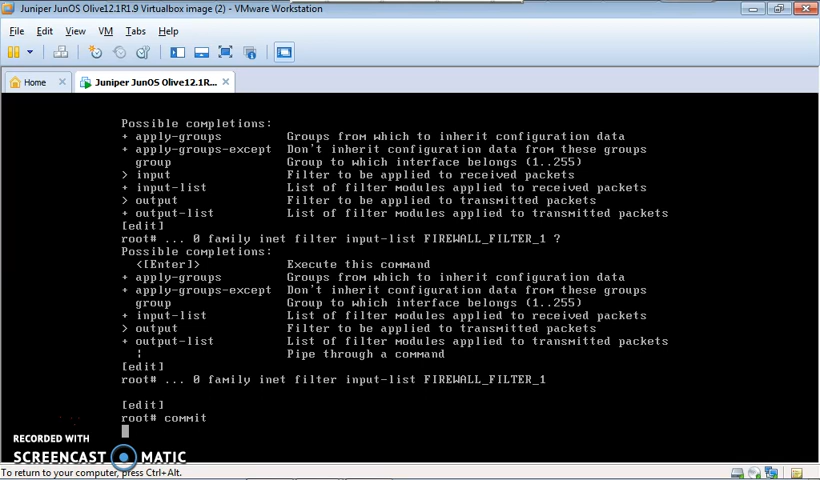 Juniper JunOS Olive12.1R1.9 Virtualbox image (2) - VMware Workstation
File Edit View VM Tabs Help
Home Juniper JunOS Olive12.1R...
Possible completions:
+ apply-groups Groups from which to inherit configuration data
+ apply-groups-except Don't inherit configuration data from these groups
group Group to which interface belongs (1..255)
> input Filter to be applied to received packets
+ input-list List of filter modules applied to received packets
> output Filter to be applied to transmitted packets
+ output-list List of filter modules applied to transmitted packets
[edit]
root# ... 0 family inet filter input-list FIREWALL_FILTER_1 ?
Possible completions:
<[Enter]> Execute this command
+ apply-groups Groups from which to inherit configuration data
+ apply-groups-except Don't inherit configuration data from these groups
group Group to which interface belongs (1..255)
+ input-list List of filter modules applied to received packets
> output Filter to be applied to transmitted packets
+ output-list List of filter modules applied to transmitted packets
¦ Pipe through a command
[edit]
root# ... 0 family inet filter input-list FIREWALL_FILTER_1
[edit]
root# commit
RECORDED WITH
SCREENCAST MATIC
To return to your computer, press Ctrl+Alt.